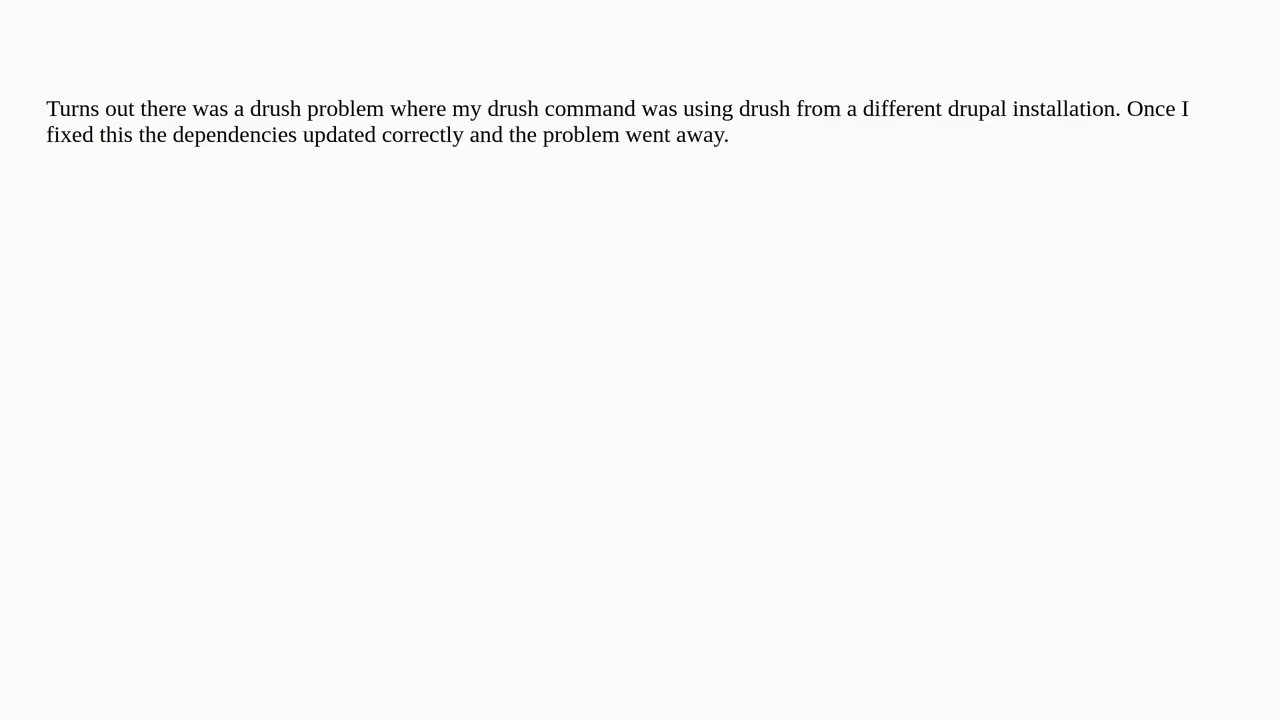 Turns out there was a drush problem where my drush command was using drush from a different drupal installation. Once I
fixed this the dependencies updated correctly and the problem went away.